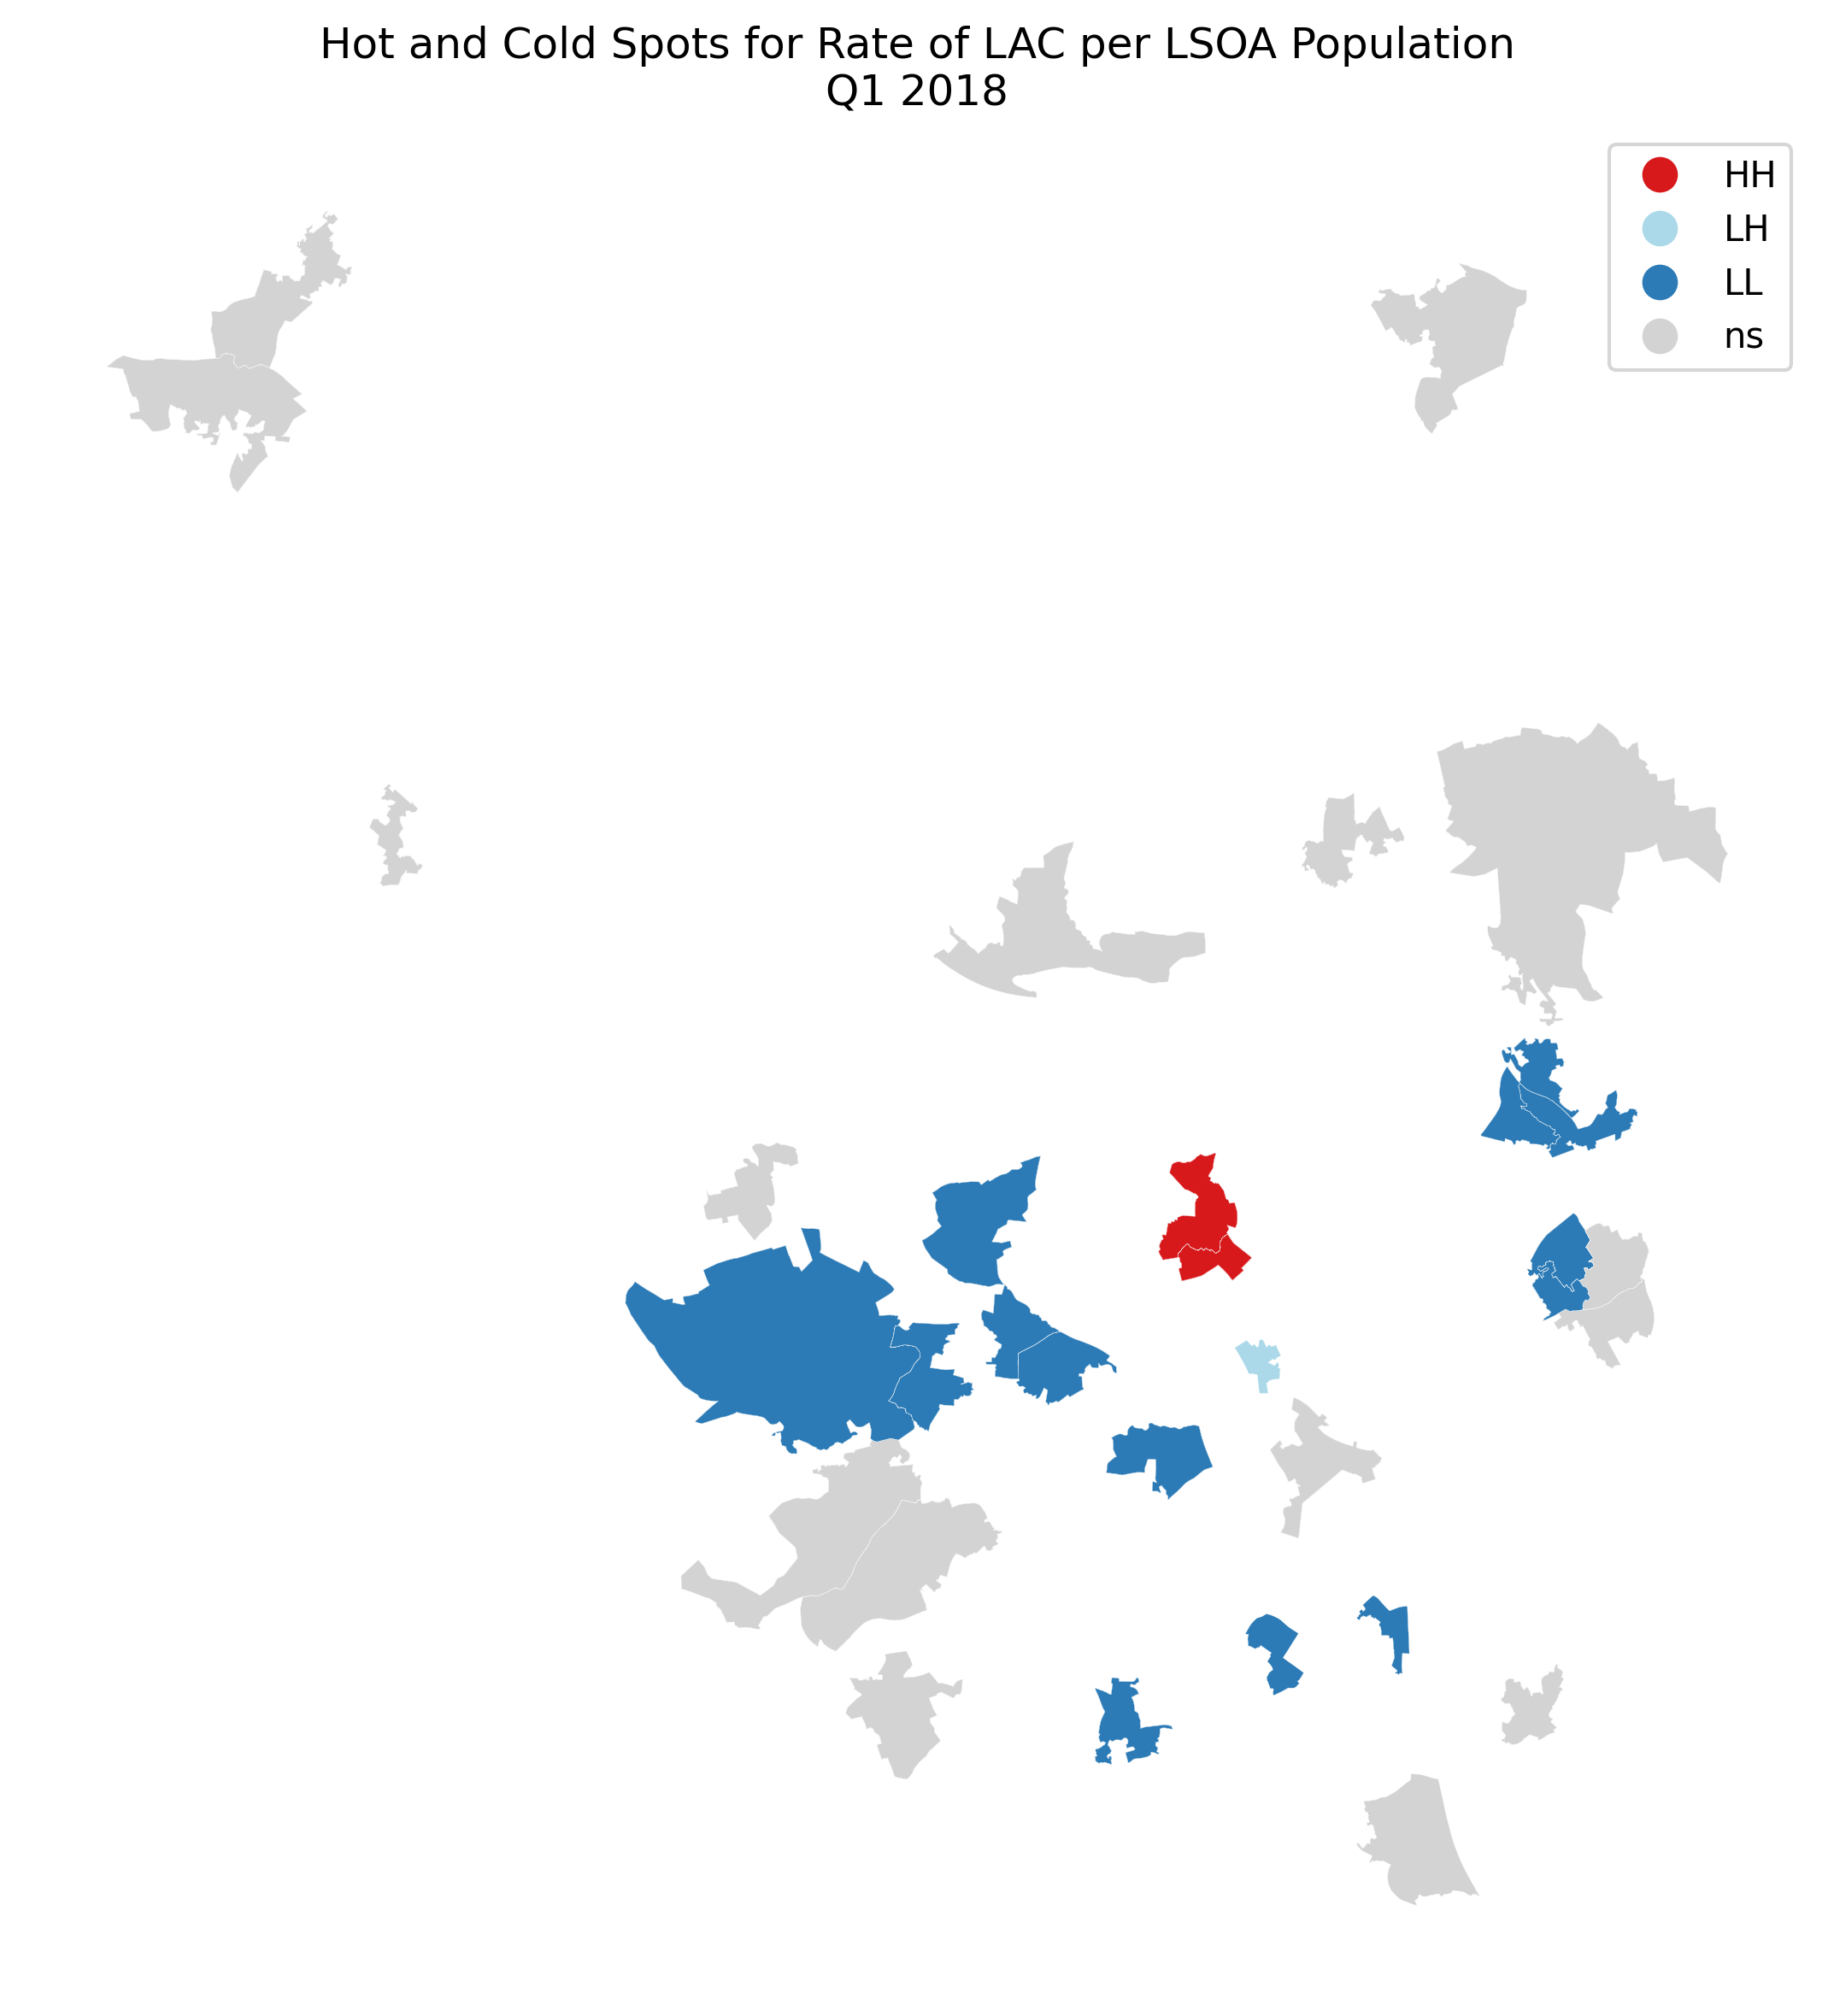 Hot and Cold Spots for Rate of LAC per LSOA Population
Q1 2018
HH
LH
LL
ns